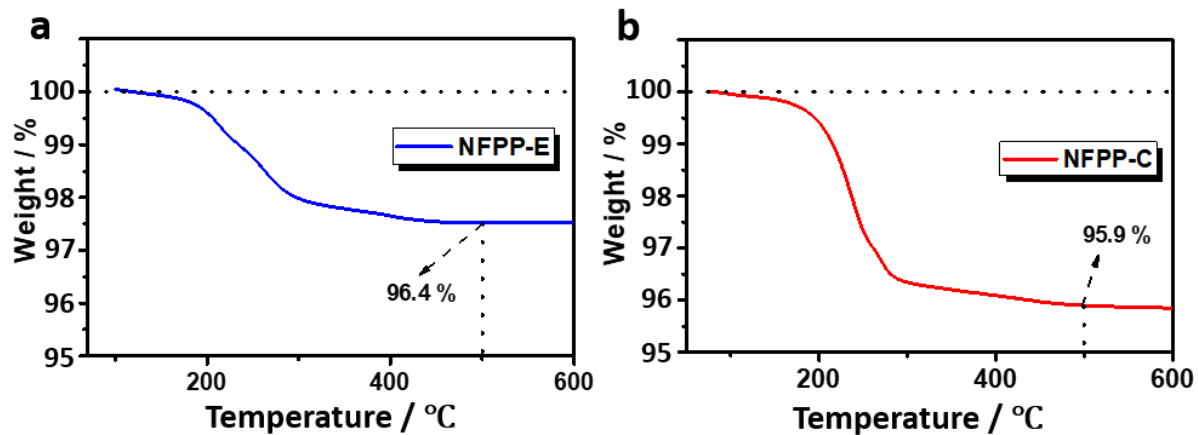 a
Weight / %
100
99
98
97
96
95
NFPP-E
96.4 %
200
400
600
Temperature / °C
b
Weight / %
100
99
98
97
96
95
NFPP-C
95.9 %
200
400
600
Temperature / °C